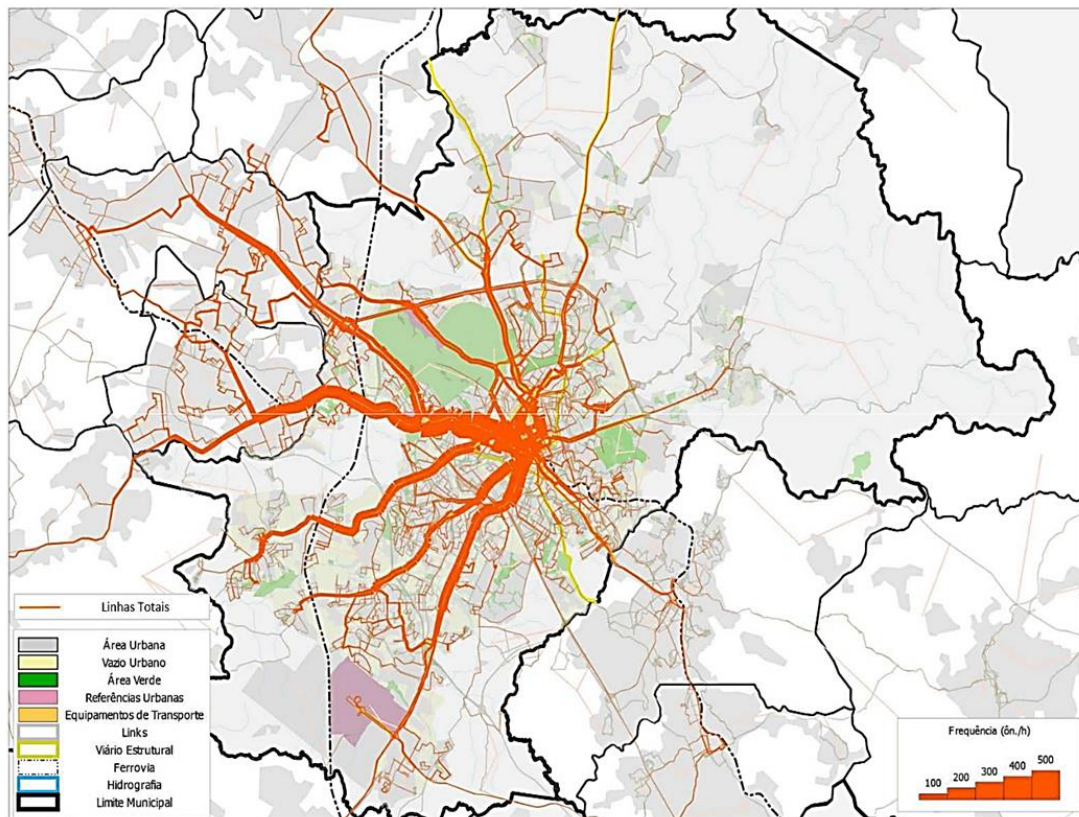 Linhas Totais
Área Urbana
Vazio Urbano
Área Verde
Referências Urbanas
Equipamentos de Transporte
Links
Viário Estrutural
Ferrovia
Hidrografia
Limite Municipal
Frequência (ôn./h)
100 200 300 400 500